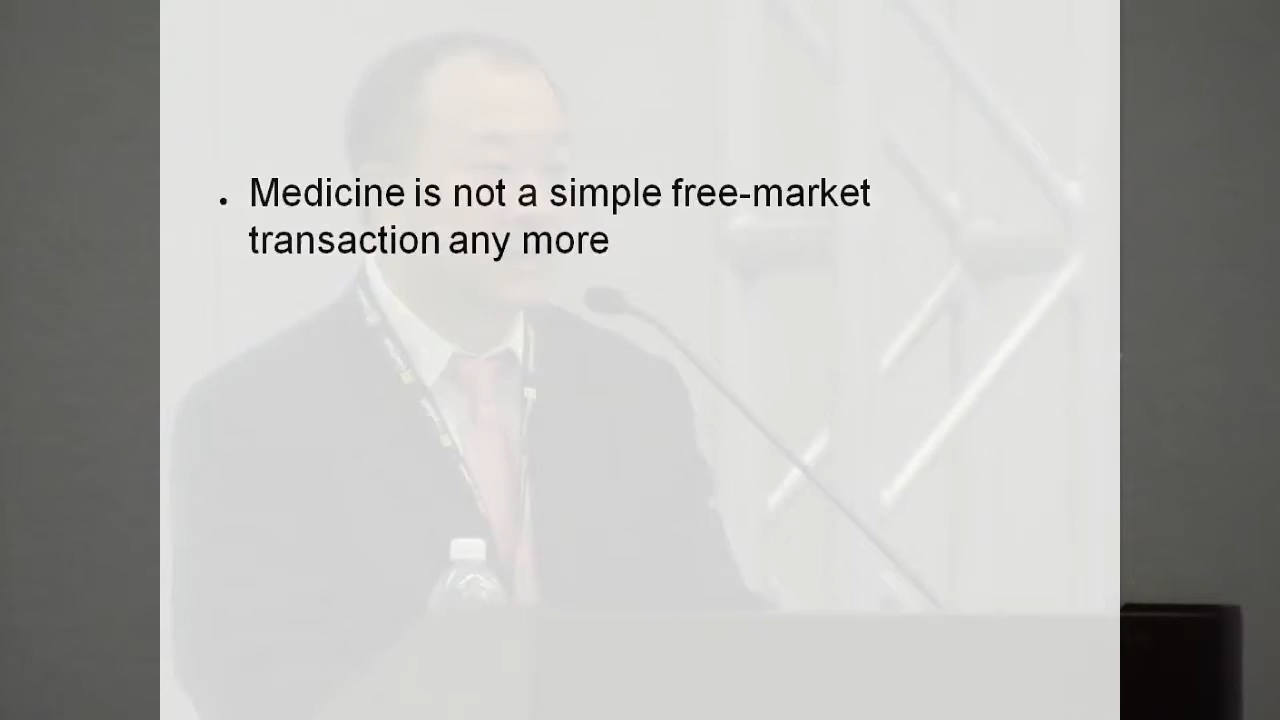 • Medicine is not a simple free-market
transaction any more